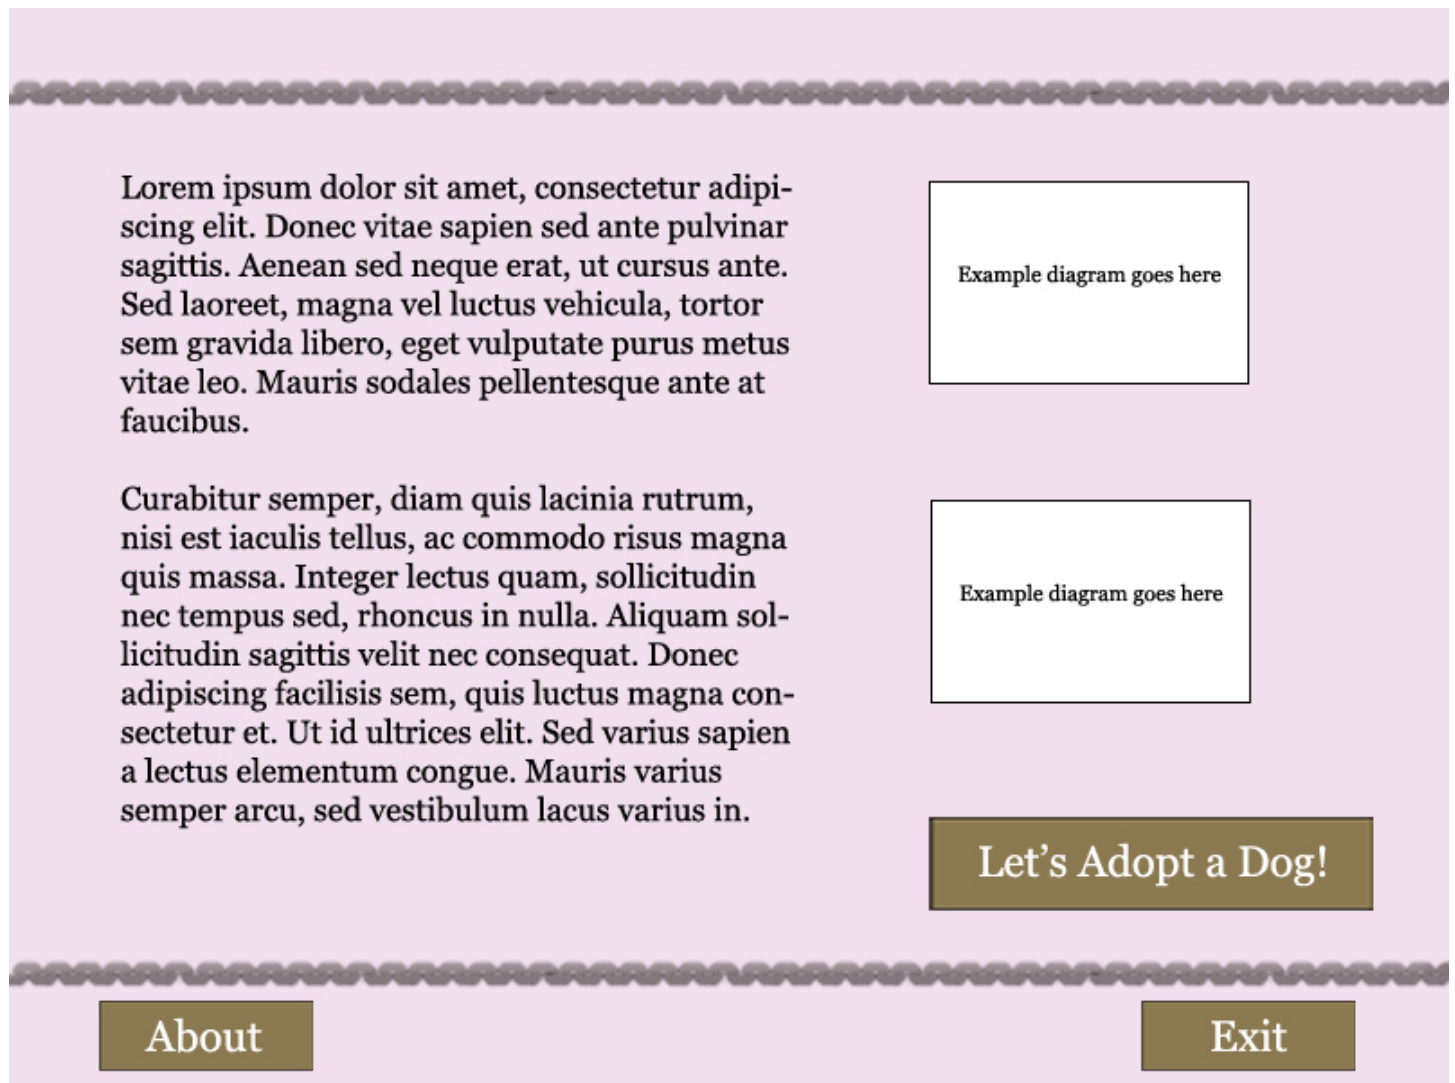 Lorem ipsum dolor sit amet, consectetur adipi-
scing elit. Donec vitae sapien sed ante pulvinar
sagittis. Aenean sed neque erat, ut cursus ante.
Sed laoreet, magna vel luctus vehicula, tortor
sem gravida libero, eget vulputate purus metus
vitae leo. Mauris sodales pellentesque ante at
faucibus.
Curabitur semper, diam quis lacinia rutrum,
nisi est iaculis tellus, ac commodo risus magna
quis massa. Integer lectus quam, sollicitudin
nec tempus sed, rhoncus in nulla. Aliquam sol-
licitudin sagittis velit nec consequat. Donec
adipiscing facilisis sem, quis luctus magna con-
sectetur et. Ut id ultrices elit. Sed varius sapien
a lectus elementum congue. Mauris varius
semper arcu, sed vestibulum lacus varius in.
Example diagram goes here
Example diagram goes here
Let’s Adopt a Dog!
About
Exit